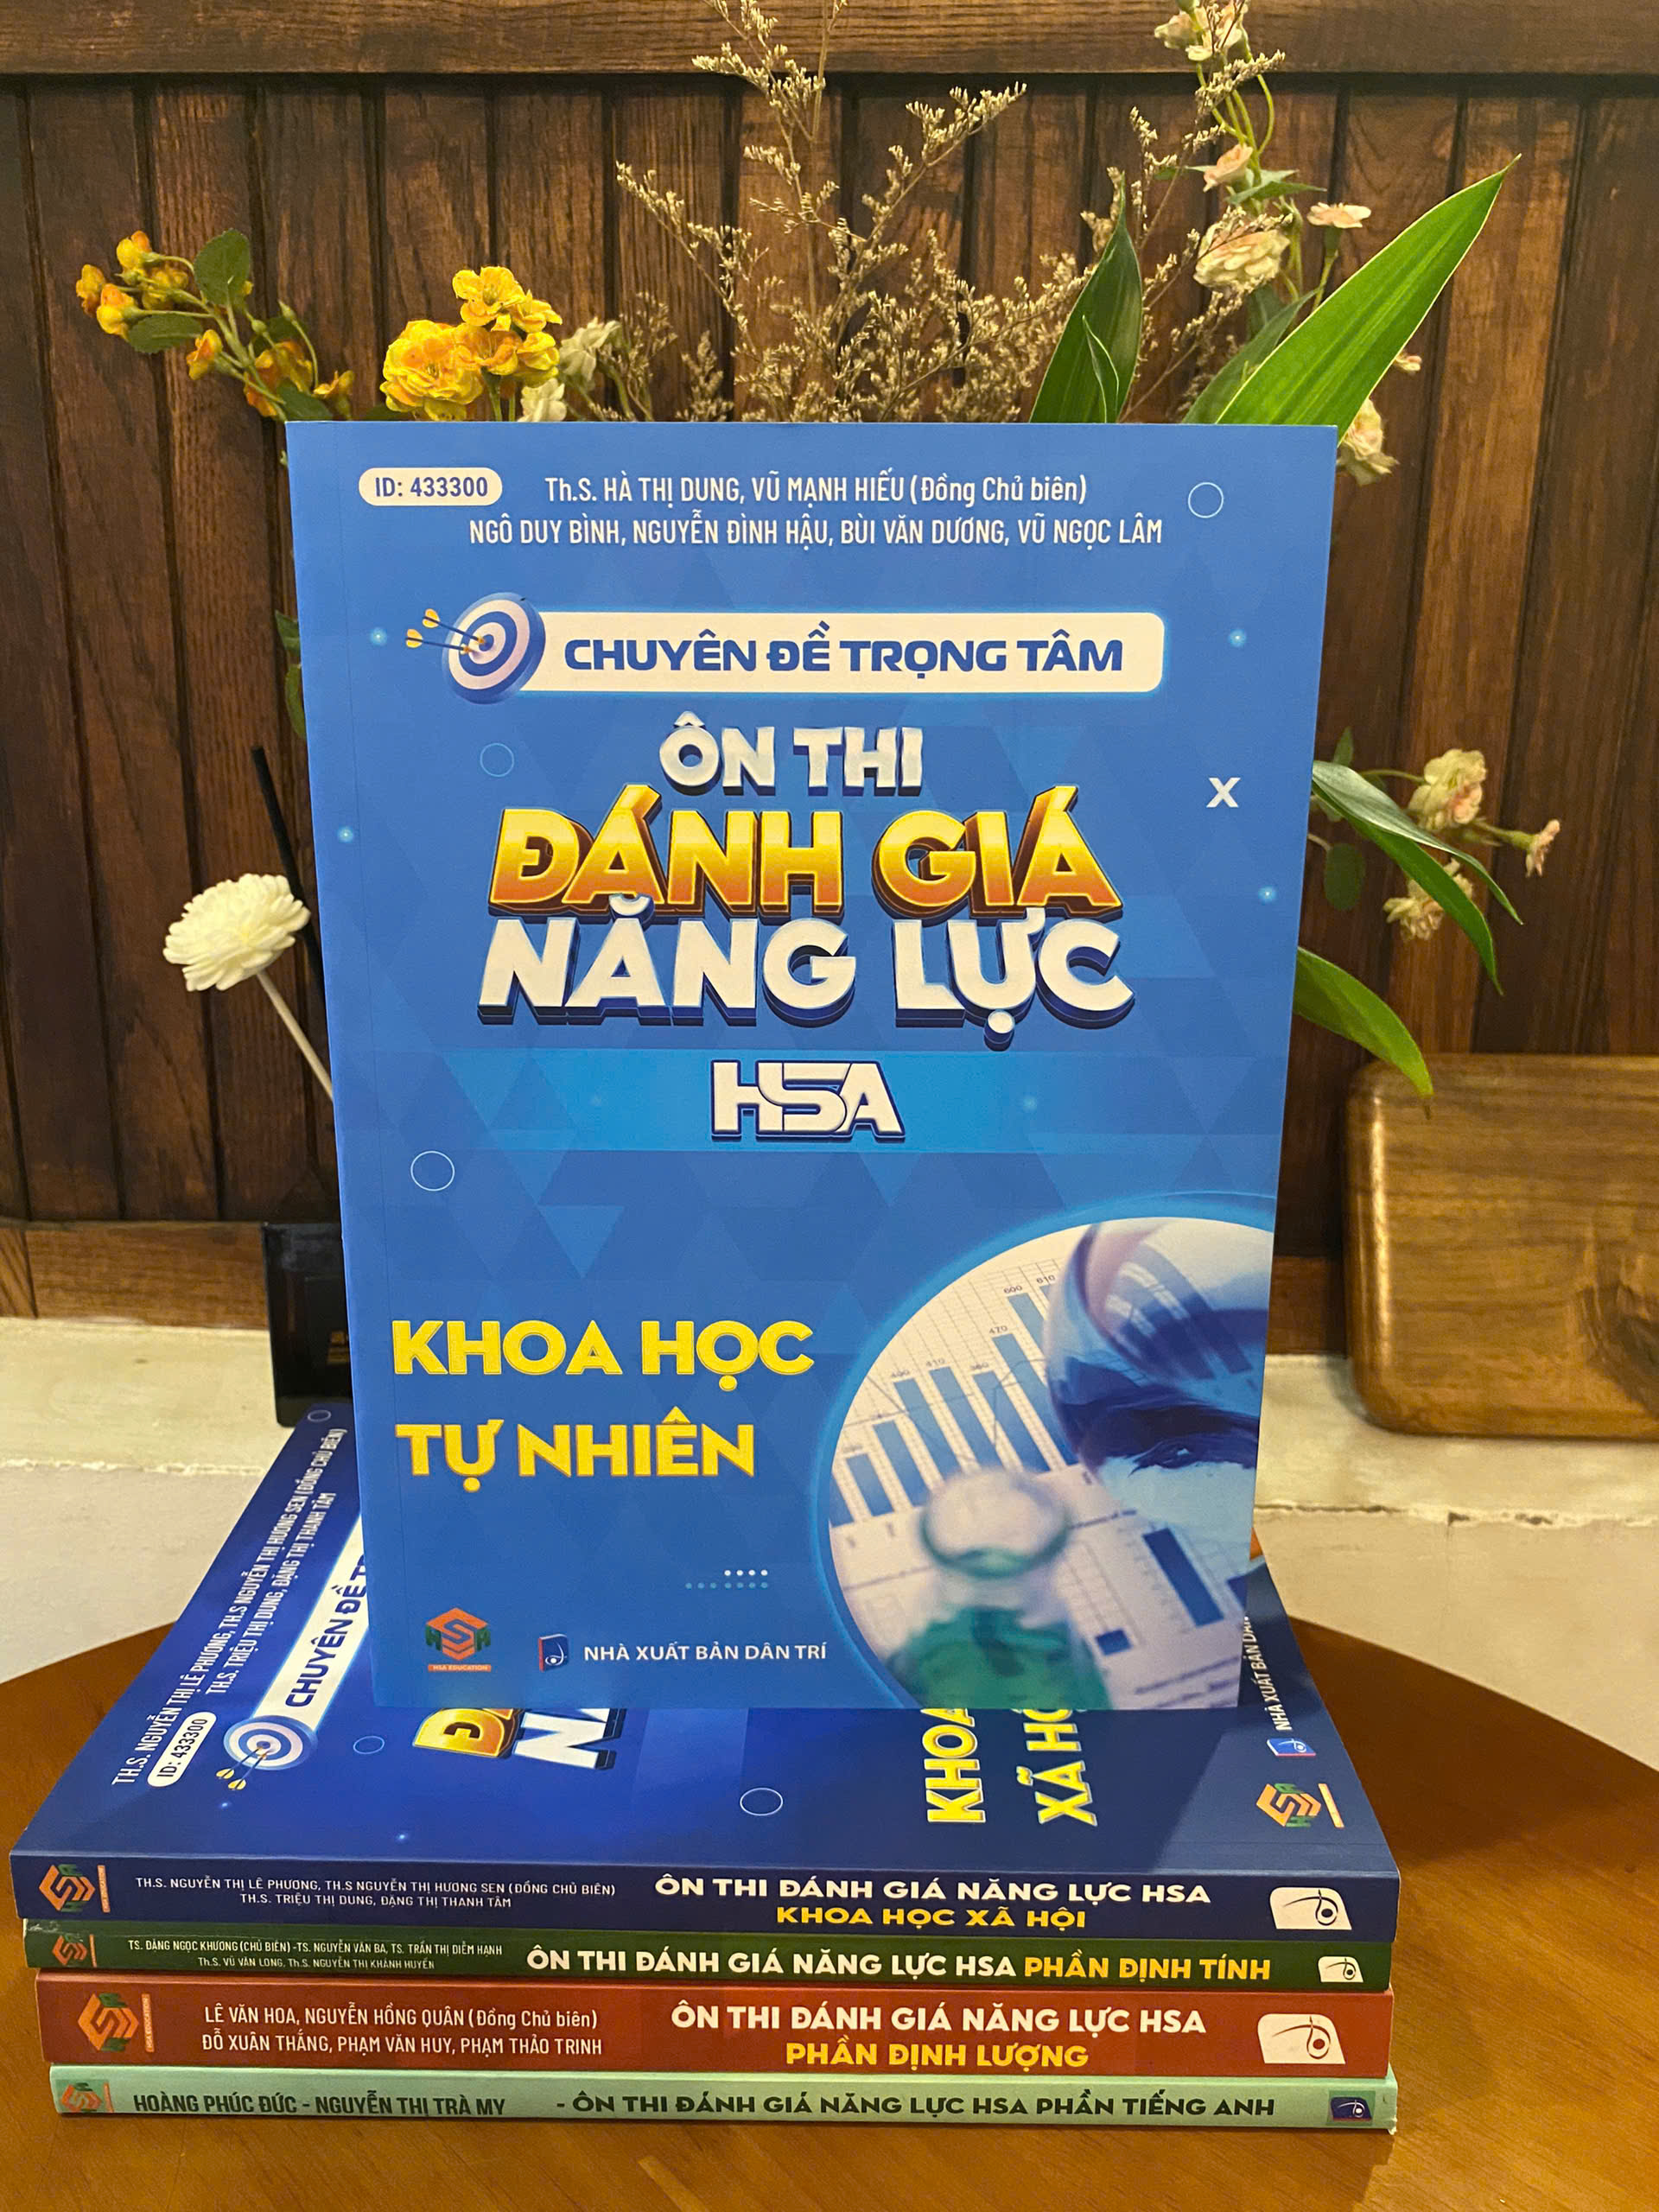 ID: 433300
Th.S. HÀ THỊ DUNG, VŨ MẠNH HIẾU (Đồng Chủ biên)
NGÔ DUY BÌNH, NGUYỄN ĐÌNH HẬU, BÙI VĂN DƯƠNG, VŨ NGỌC LÂM
CHUYÊN ĐỀ TRỌNG TÂM
ÔN THI
ĐÁNH GIÁ
NĂNG LỰC
HSA
X
KHOA HỌC
TỰ NHIÊN
HSA EDUCATION
NHÀ XUẤT BẢN DÂN TRÍ
TH.S. NGUYỄN THỊ LÊ PHƯƠNG, TH.S NGUYỄN THỊ HƯƠNG SEN (ĐỒNG CHỦ BIÊN)
TH.S. TRIỆU THỊ DUNG, ĐẶNG THỊ THANH TÂM
ID: 433300
CHUYÊN ĐỀ
KHOA
XÃ
NHÀ XUẤT BẢN
TH.S. NGUYỄN THỊ LÊ PHƯƠNG, TH.S NGUYỄN THỊ HƯƠNG SEN (ĐỒNG CHỦ BIÊN)
TH.S. TRIỆU THỊ DUNG, ĐẶNG THỊ THANH TÂM
ÔN THI ĐÁNH GIÁ NĂNG LỰC HSA
KHOA HỌC XÃ HỘI
TS. ĐẶNG NGỌC KHƯƠNG (CHỦ BIÊN) -TS. NGUYỄN VĂN BA, TS. TRẦN THỊ DIỄM HẠNH
Th.S. VŨ VĂN LONG, Th.S. NGUYỄN THỊ KHÁNH HUYỀN
ÔN THI ĐÁNH GIÁ NĂNG LỰC HSA PHẦN ĐỊNH TÍNH
LÊ VĂN HOA, NGUYỄN HỒNG QUÂN (Đồng Chủ biên)
ĐỖ XUÂN THẮNG, PHẠM VĂN HUY, PHẠM THẢO TRINH
ÔN THI ĐÁNH GIÁ NĂNG LỰC HSA
PHẦN ĐỊNH LƯỢNG
HOÀNG PHÚC ĐỨC - NGUYỄN THỊ TRÀ MY - ÔN THI ĐÁNH GIÁ NĂNG LỰC HSA PHẦN TIẾNG ANH